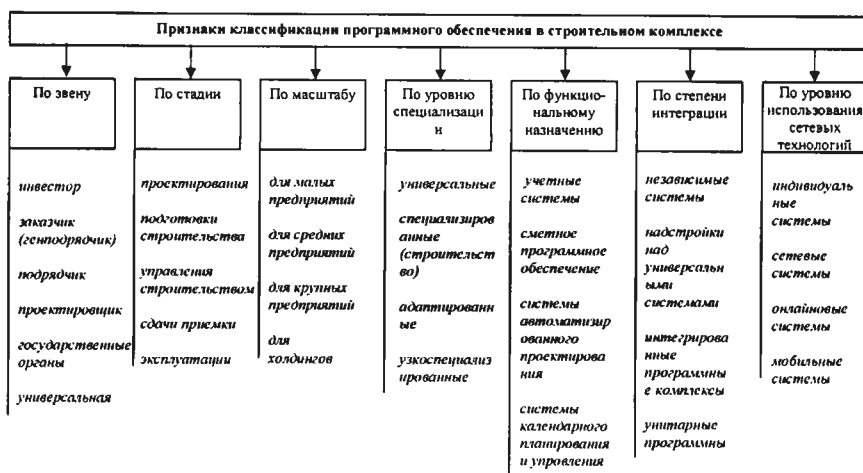 Признаки классификации программного обеспечения в строительном комплексе
По звену
инвестор
заказчик
(генподрядчик)
подрядчик
проектировщик
государственные
органы
универсальная
По стадии
проектирования
подготовки
строительства
управления
строительством
сдачи приемки
эксплуатации
По масштабу
для малых
предприятий
для средних
предприятий
для крупных
предприятий
для
холдингов
По уровню
специализаци
и
универсальные
специализиров
анные
(строительст
во)
адаптированн
ые
узкоспециализ
ированные
По функцио-
нальному
назначению
учетные
системы
сметное
программное
обеспечение
системы
автоматизир
ованного
проектирова
ния
системы
календарного
планирования
и управления
По степени
интеграции
независимые
системы
надстройки
над
универсальн
ыми
системами
интегрирова
нные
программны
е комплексы
унитарные
программы
По уровню
использования
сетевых
технологий
индивидуаль
ные
системы
сетевые
системы
онлайновые
системы
мобильные
системы